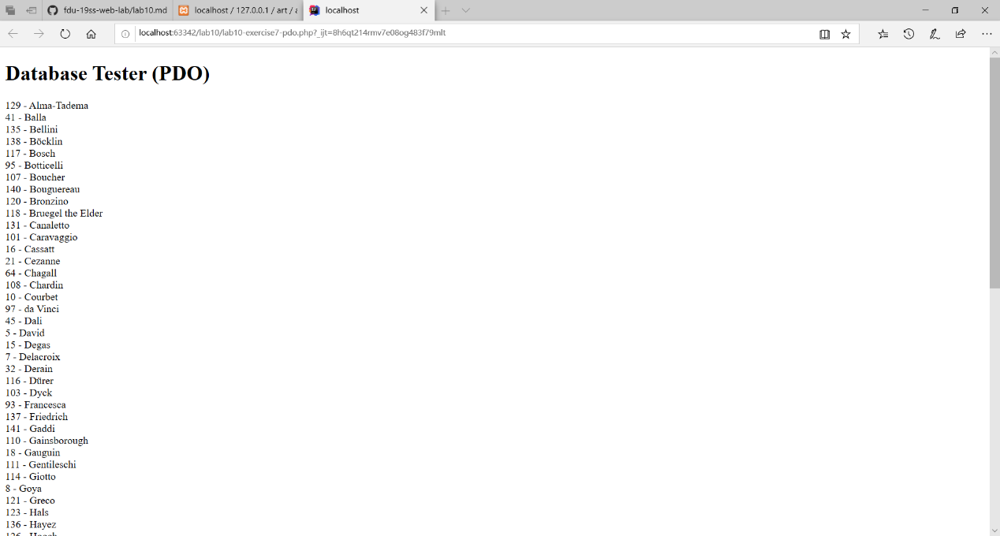 fdu-19ss-web-lab/lab10.md
localhost / 127.0.0.1 / art / a
localhost
localhost:63342/lab10/lab10-exercise7-pdo.php?_ijt=8h6qt214rmv7e08og483f79mlt
Database Tester (PDO)
129 - Alma-Tadema
41 - Balla
135 - Bellini
138 - Böcklin
117 - Bosch
95 - Botticelli
107 - Boucher
140 - Bouguereau
120 - Bronzino
118 - Bruegel the Elder
131 - Canaletto
101 - Caravaggio
16 - Cassatt
21 - Cezanne
64 - Chagall
108 - Chardin
10 - Courbet
97 - da Vinci
45 - Dali
5 - David
15 - Degas
7 - Delacroix
32 - Derain
116 - Dürer
103 - Dyck
93 - Francesca
137 - Friedrich
141 - Gaddi
110 - Gainsborough
18 - Gauguin
111 - Gentileschi
114 - Giotto
8 - Goya
121 - Greco
123 - Hals
136 - Hayez